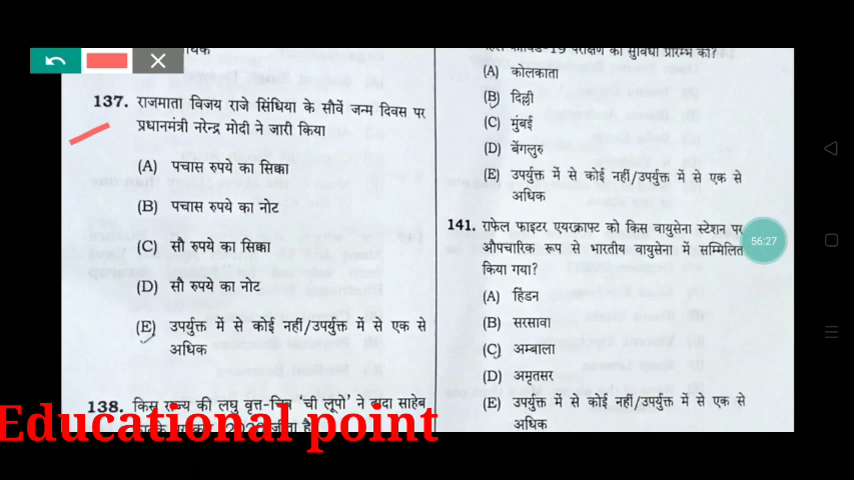 137. राजमाता विजय राजे सिंधिया के सौवें जन्म दिवस पर
प्रधानमंत्री नरेन्द्र मोदी ने जारी किया
(A) पचास रुपये का सिक्का
(B) पचास रुपये का नोट
(C) सौ रुपये का सिक्का
(D) सौ रुपये का नोट
(E) उपर्युक्त में से कोई नहीं/उपर्युक्त में से एक से
अधिक
138. किस राज्य की लघु वृत्त-चित्र ‘ची लूपो’ ने दादा साहेब
Educational point
(A) कोलकाता
(B) दिल्ली
(C) मुंबई
(D) बेंगलुरु
(E) उपर्युक्त में से कोई नहीं/उपर्युक्त में से एक से
अधिक
141. राफेल फाइटर एयरक्राफ्ट को किस वायुसेना स्टेशन पर
औपचारिक रूप से भारतीय वायुसेना में सम्मिलित
किया गया?
(A) हिंडन
(B) सरसावा
(C) अम्बाला
(D) अमृतसर
(E) उपर्युक्त में से कोई नहीं/उपर्युक्त में से एक से
अधिक
56:27